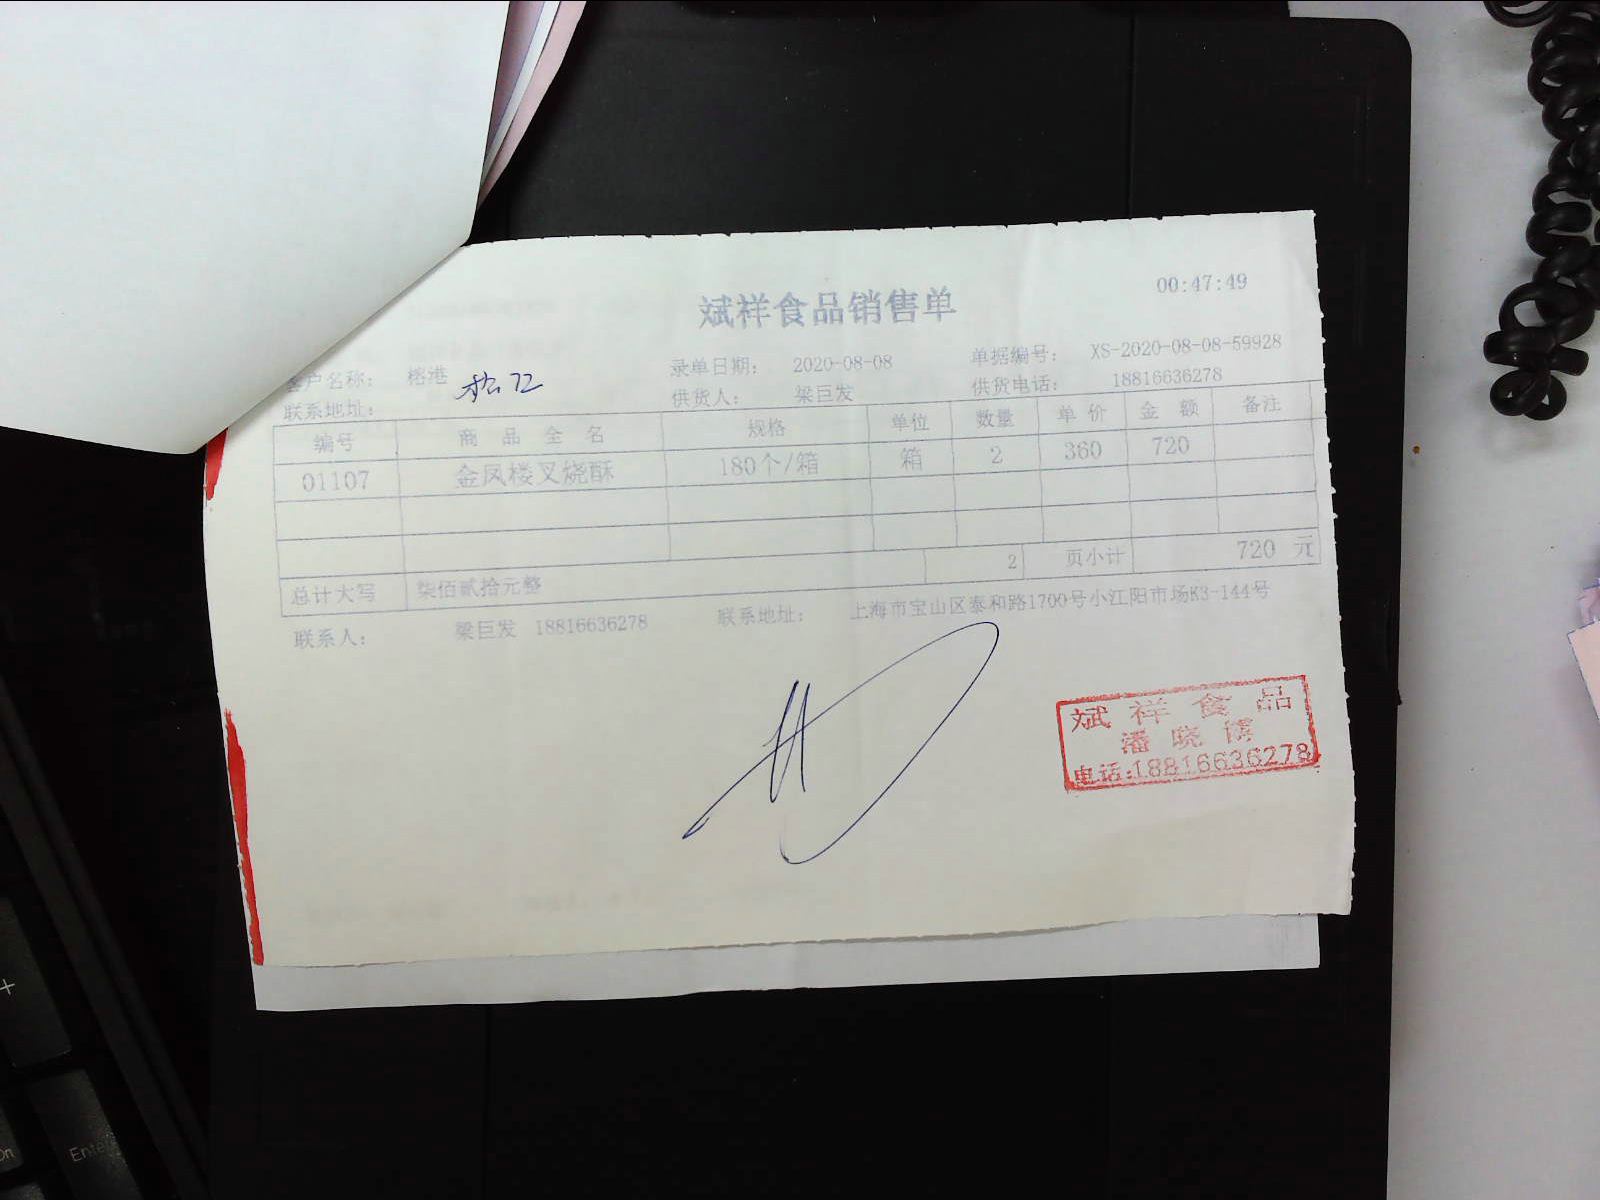 斌祥食品销售单
00:47:49
客户名称： 榕港 松江 录单日期： 2020-08-08 单据编号： XS-2020-08-08-59928
联系地址： 供货人： 梁巨发 供货电话： 18816636278
编号 商品全名 规格 单位 数量 单价 金额 备注
01107 金凤楼叉烧酥 180个/箱 箱 2 360 720
2 页小计 720 元
总计大写 柒佰贰拾元整
联系人： 梁巨发 18816636278 联系地址： 上海市宝山区泰和路1700号小江阳市场K3-144号
斌祥食品
潘晓博
电话:18816636278
+
Enter